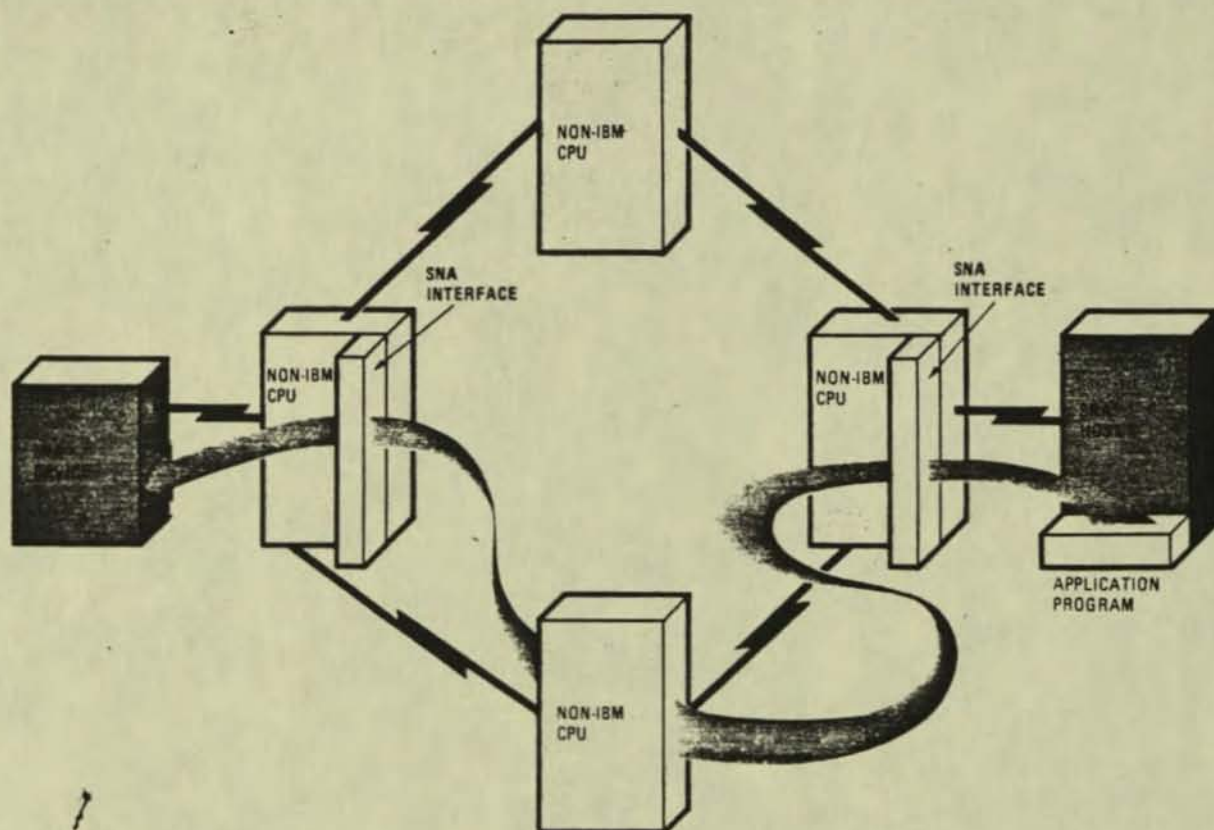 NON-IBM
CPU
SNA
INTERFACE
SNA
INTERFACE
NON-IBM
CPU
NON-IBM
CPU
APPLICATION
PROGRAM
NON-IBM
CPU